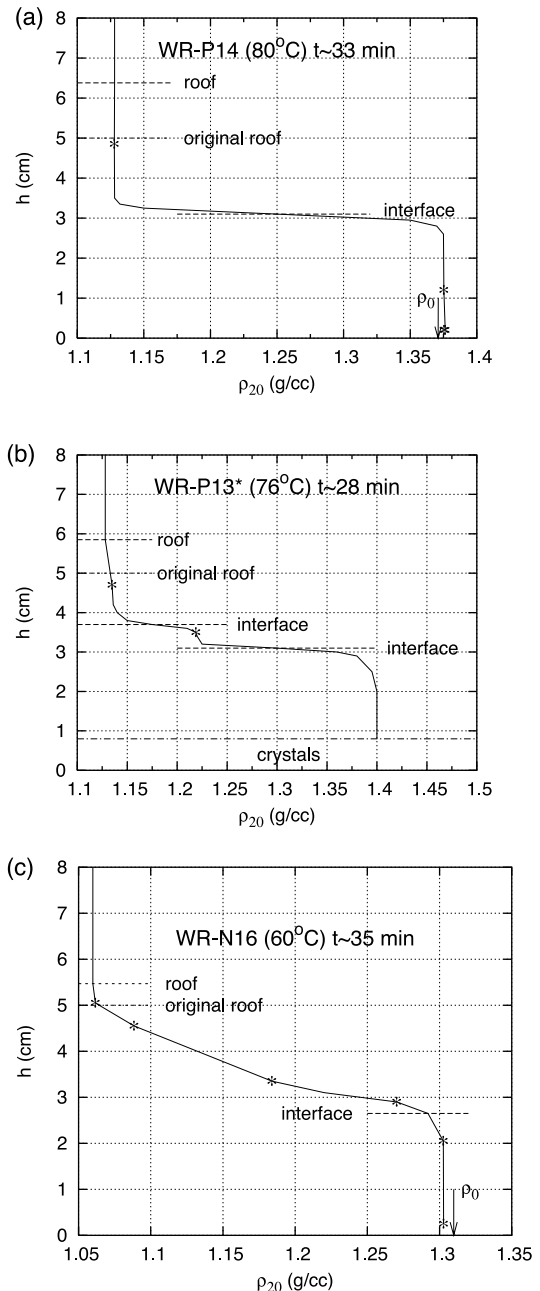 (a)
WR-P14 (80°C) t~33 min
roof
original roof
interface
ρ₀
h (cm)
8
7
6
5
4
3
2
1
0
1.1 1.15 1.2 1.25 1.3 1.35 1.4
ρ₂₀ (g/cc)
(b)
WR-P13* (76°C) t~28 min
roof
original roof
interface
interface
crystals
h (cm)
8
7
6
5
4
3
2
1
0
1.1 1.15 1.2 1.25 1.3 1.35 1.4 1.45 1.5
ρ₂₀ (g/cc)
(c)
WR-N16 (60°C) t~35 min
roof
original roof
interface
ρ₀
h (cm)
8
7
6
5
4
3
2
1
0
1.05 1.1 1.15 1.2 1.25 1.3 1.35
ρ₂₀ (g/cc)